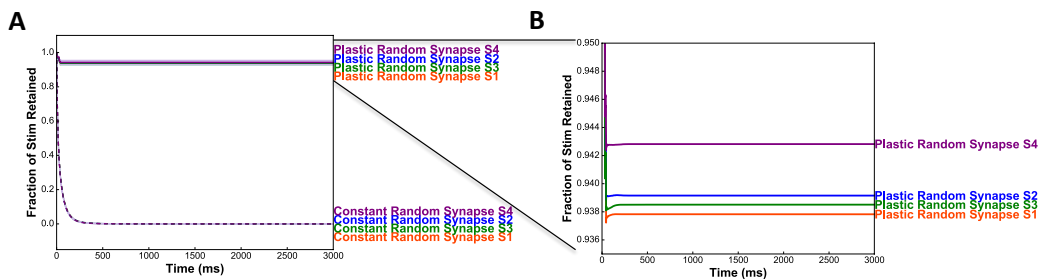 A
Fraction of Stim Retained
1.0
0.8
0.6
0.4
0.2
0.0
0
500
1000
1500
2000
2500
3000
Time (ms)
Plastic Random Synapse S4
Plastic Random Synapse S2
Plastic Random Synapse S3
Plastic Random Synapse S1
Constant Random Synapse S4
Constant Random Synapse S2
Constant Random Synapse S3
Constant Random Synapse S1
B
Fraction of Stim Retained
0.950
0.948
0.946
0.944
0.942
0.940
0.938
0.936
0
500
1000
1500
2000
2500
3000
Time (ms)
Plastic Random Synapse S4
Plastic Random Synapse S2
Plastic Random Synapse S3
Plastic Random Synapse S1